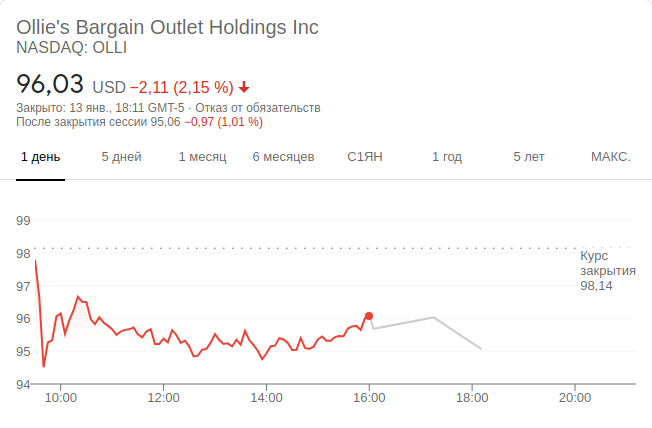 Ollie's Bargain Outlet Holdings Inc
NASDAQ: OLLI
96,03 USD −2,11 (2,15 %)
Закрыто: 13 янв., 18:11 GMT-5 · Отказ от обязательств
После закрытия сессии 95,06 −0,97 (1,01 %)
1 день 5 дней 1 месяц 6 месяцев С1ЯН 1 год 5 лет МАКС.
99
98
97
96
95
94
Курс
закрытия
98,14
10:00 12:00 14:00 16:00 18:00 20:00